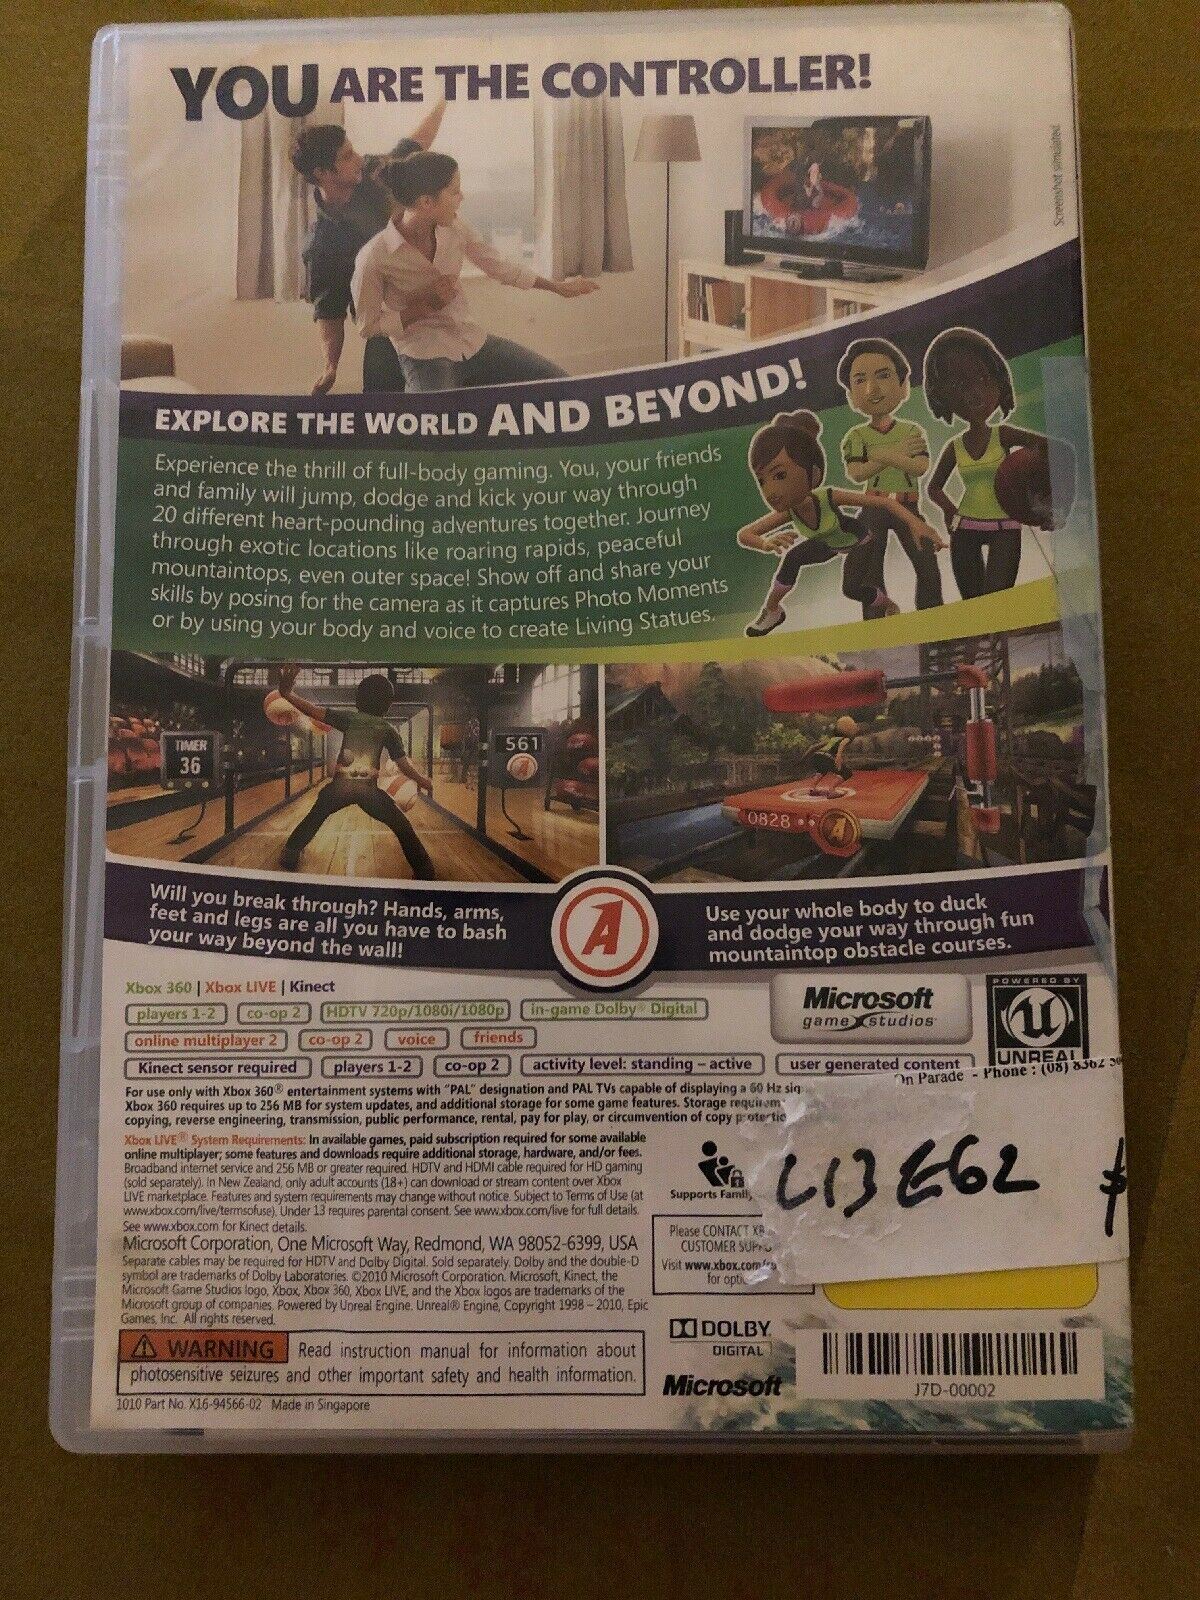 YOU ARE THE CONTROLLER!
Screenshot simulated
EXPLORE THE WORLD AND BEYOND!
Experience the thrill of full-body gaming. You, your friends
and family will jump, dodge and kick your way through
20 different heart-pounding adventures together. Journey
through exotic locations like roaring rapids, peaceful
mountaintops, even outer space! Show off and share your
skills by posing for the camera as it captures Photo Moments
or by using your body and voice to create Living Statues.
TIMER
36
561
0828
A
Will you break through? Hands, arms,
feet and legs are all you have to bash
your way beyond the wall!
A
Use your whole body to duck
and dodge your way through fun
mountaintop obstacle courses.
Xbox 360 | Xbox LIVE | Kinect
players 1-2 co-op 2 HDTV 720p/1080i/1080p in-game Dolby® Digital
online multiplayer 2 co-op 2 voice friends
Kinect sensor required players 1-2 co-op 2 activity level: standing – active user generated content
Microsoft
game studios
POWERED BY
UNREAL
On Parade - Phone : (08) 8362
For use only with Xbox 360® entertainment systems with "PAL" designation and PAL TVs capable of displaying a 60 Hz
Xbox 360 requires up to 256 MB for system updates, and additional storage for some game features. Storage
copying, reverse engineering, transmission, public performance, rental, pay for play, or circumvention of copy
Xbox LIVE® System Requirements: In available games, paid subscription required for some available
online multiplayer; some features and downloads require additional storage, hardware, and/or fees.
Broadband internet service and 256 MB or greater required. HDTV and HDMI cable required for HD gaming
(sold separately). In New Zealand, only adult accounts (18+) can download or stream content over Xbox
LIVE marketplace. Features and system requirements may change without notice. Subject to Terms of Use (at
www.xbox.com/live/termsofuse). Under 13 requires parental consent. See www.xbox.com/live for full details.
See www.xbox.com for Kinect details.
Microsoft Corporation, One Microsoft Way, Redmond, WA 98052-6399, USA
Separate cables may be required for HDTV and Dolby Digital. Sold separately. Dolby and the double-D
symbol are trademarks of Dolby Laboratories. ©2010 Microsoft Corporation. Microsoft, Kinect, the
Microsoft Game Studios logo, Xbox, Xbox 360, Xbox LIVE, and the Xbox logos are trademarks of the
Microsoft group of companies. Powered by Unreal Engine. Unreal® Engine, Copyright 1998 – 2010, Epic
Games, Inc. All rights reserved.
Supports Family
Please CONTACT
CUSTOMER
Visit www.xbox.com/
for
WARNING Read instruction manual for information about
photosensitive seizures and other important safety and health information.
1010 Part No. X16-94566-02 Made in Singapore
DOLBY
DIGITAL
Microsoft
J7D-00002